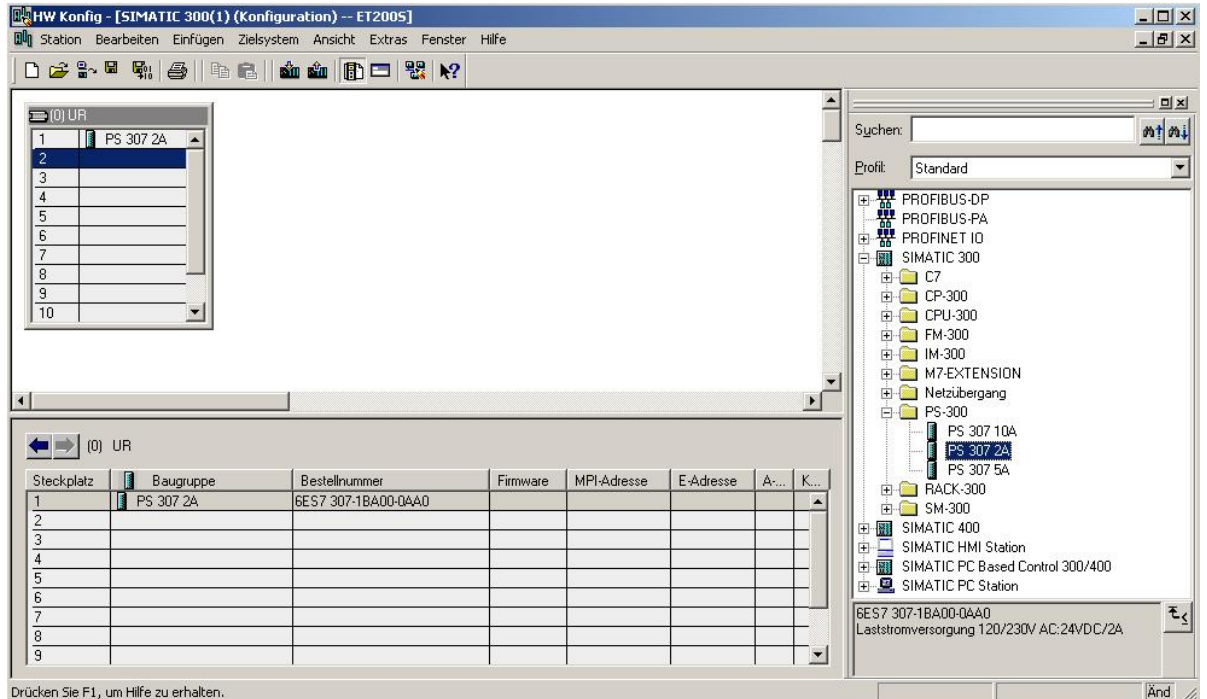 HW Konfig - [SIMATIC 300(1) (Konfiguration) -- ET200S]
Station Bearbeiten Einfügen Zielsystem Ansicht Extras Fenster Hilfe
(0) UR
1 PS 307 2A
2
3
4
5
6
7
8
9
10
(0) UR
Steckplatz Baugruppe Bestellnummer Firmware MPI-Adresse E-Adresse A-... K...
1 PS 307 2A 6ES7 307-1BA00-0AA0
2
3
4
5
6
7
8
9
Suchen:
Profil: Standard
PROFIBUS-DP
PROFIBUS-PA
PROFINET IO
SIMATIC 300
C7
CP-300
CPU-300
FM-300
IM-300
M7-EXTENSION
Netzübergang
PS-300
PS 307 10A
PS 307 2A
PS 307 5A
RACK-300
SM-300
SIMATIC 400
SIMATIC HMI Station
SIMATIC PC Based Control 300/400
SIMATIC PC Station
6ES7 307-1BA00-0AA0
Laststromversorgung 120/230V AC:24VDC/2A
Drücken Sie F1, um Hilfe zu erhalten.
Änd